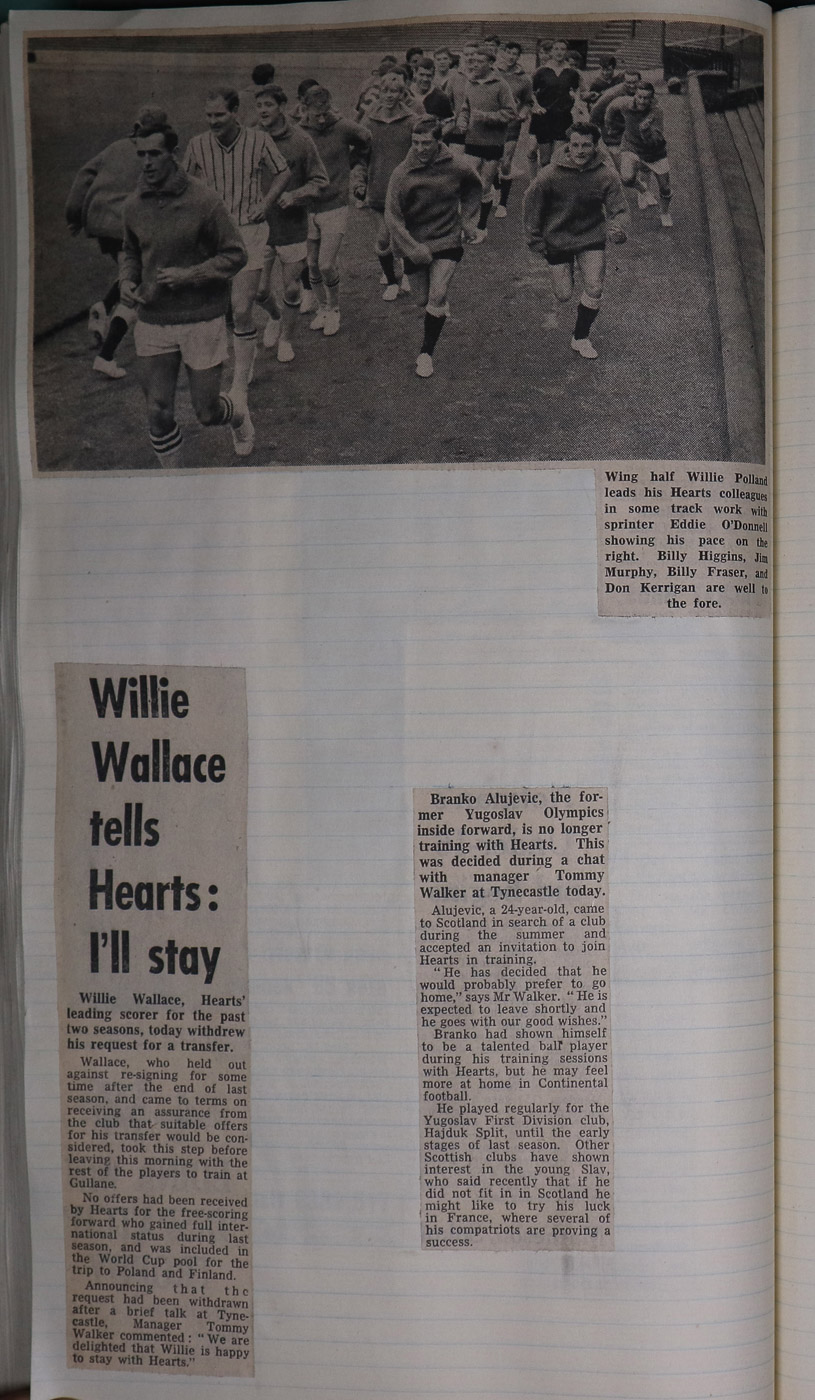 Wing half Willie Polland
leads his Hearts colleagues
in some track work with
sprinter Eddie O'Donnell
showing his pace on the
right. Billy Higgins, Jim
Murphy, Billy Fraser, and
Don Kerrigan are well to
the fore.
Willie
Wallace
tells
Hearts:
I'll stay
Willie Wallace, Hearts'
leading scorer for the past
two seasons, today withdrew
his request for a transfer.
Wallace, who held out
against re-signing for some
time after the end of last
season, and came to terms on
receiving an assurance from
the club that suitable offers
for his transfer would be con-
sidered, took this step before
leaving this morning with the
rest of the players to train at
Gullane.
No offers had been received
by Hearts for the free-scoring
forward who gained full inter-
national status during last
season, and was included in
the World Cup pool for the
trip to Poland and Finland.
Announcing that the
request had been withdrawn
after a brief talk at Tyne-
castle, Manager Tommy
Walker commented: "We are
delighted that Willie is happy
to stay with Hearts."
Branko Alujevic, the for-
mer Yugoslav Olympics
inside forward, is no longer
training with Hearts. This
was decided during a chat
with manager Tommy
Walker at Tynecastle today.
Alujevic, a 24-year-old, came
to Scotland in search of a club
during the summer and
accepted an invitation to join
Hearts in training.
"He has decided that he
would probably prefer to go
home," says Mr Walker. "He is
expected to leave shortly and
he goes with our good wishes."
Branko had shown himself
to be a talented ball player
during his training sessions
with Hearts, but he may feel
more at home in Continental
football.
He played regularly for the
Yugoslav First Division club,
Hajduk Split, until the early
stages of last season. Other
Scottish clubs have shown
interest in the young Slav,
who said recently that if he
did not fit in in Scotland he
might like to try his luck
in France, where several of
his compatriots are proving a
success.